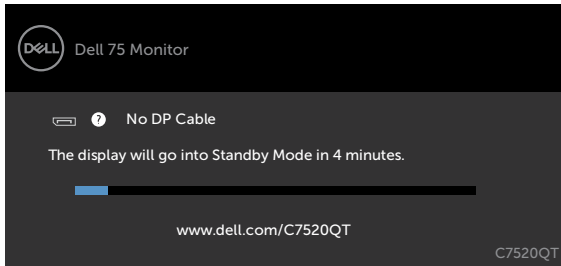 DELL
Dell 75 Monitor
? No DP Cable
The display will go into Standby Mode in 4 minutes.
www.dell.com/C7520QT
C7520QT